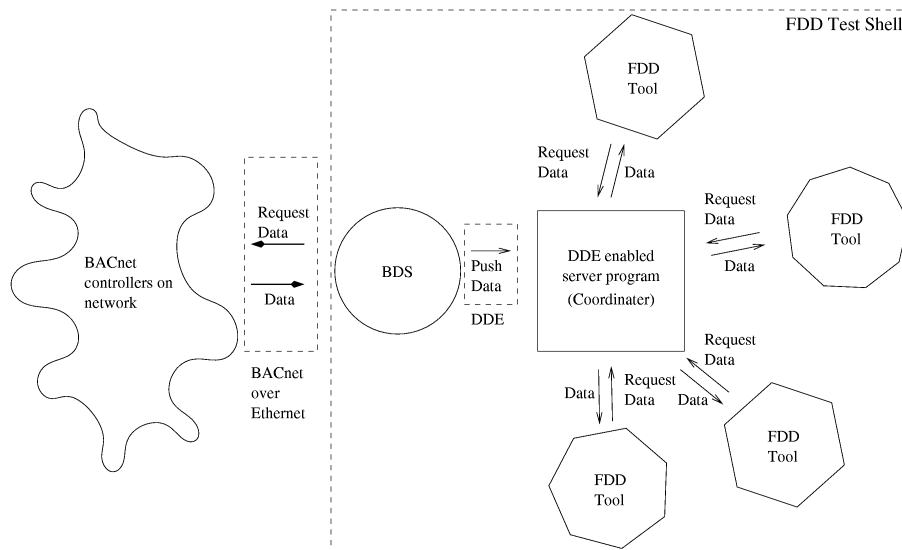 FDD Test Shell
FDD
Tool
Request
Data
Data
Request
Data
Data
FDD
Tool
BACnet
controllers on
network
Request
Data
Data
BACnet
over
Ethernet
BDS
Push
Data
DDE
DDE enabled
server program
(Coordinater)
Request
Data
Data
FDD
Tool
Data
Request
Data
FDD
Tool